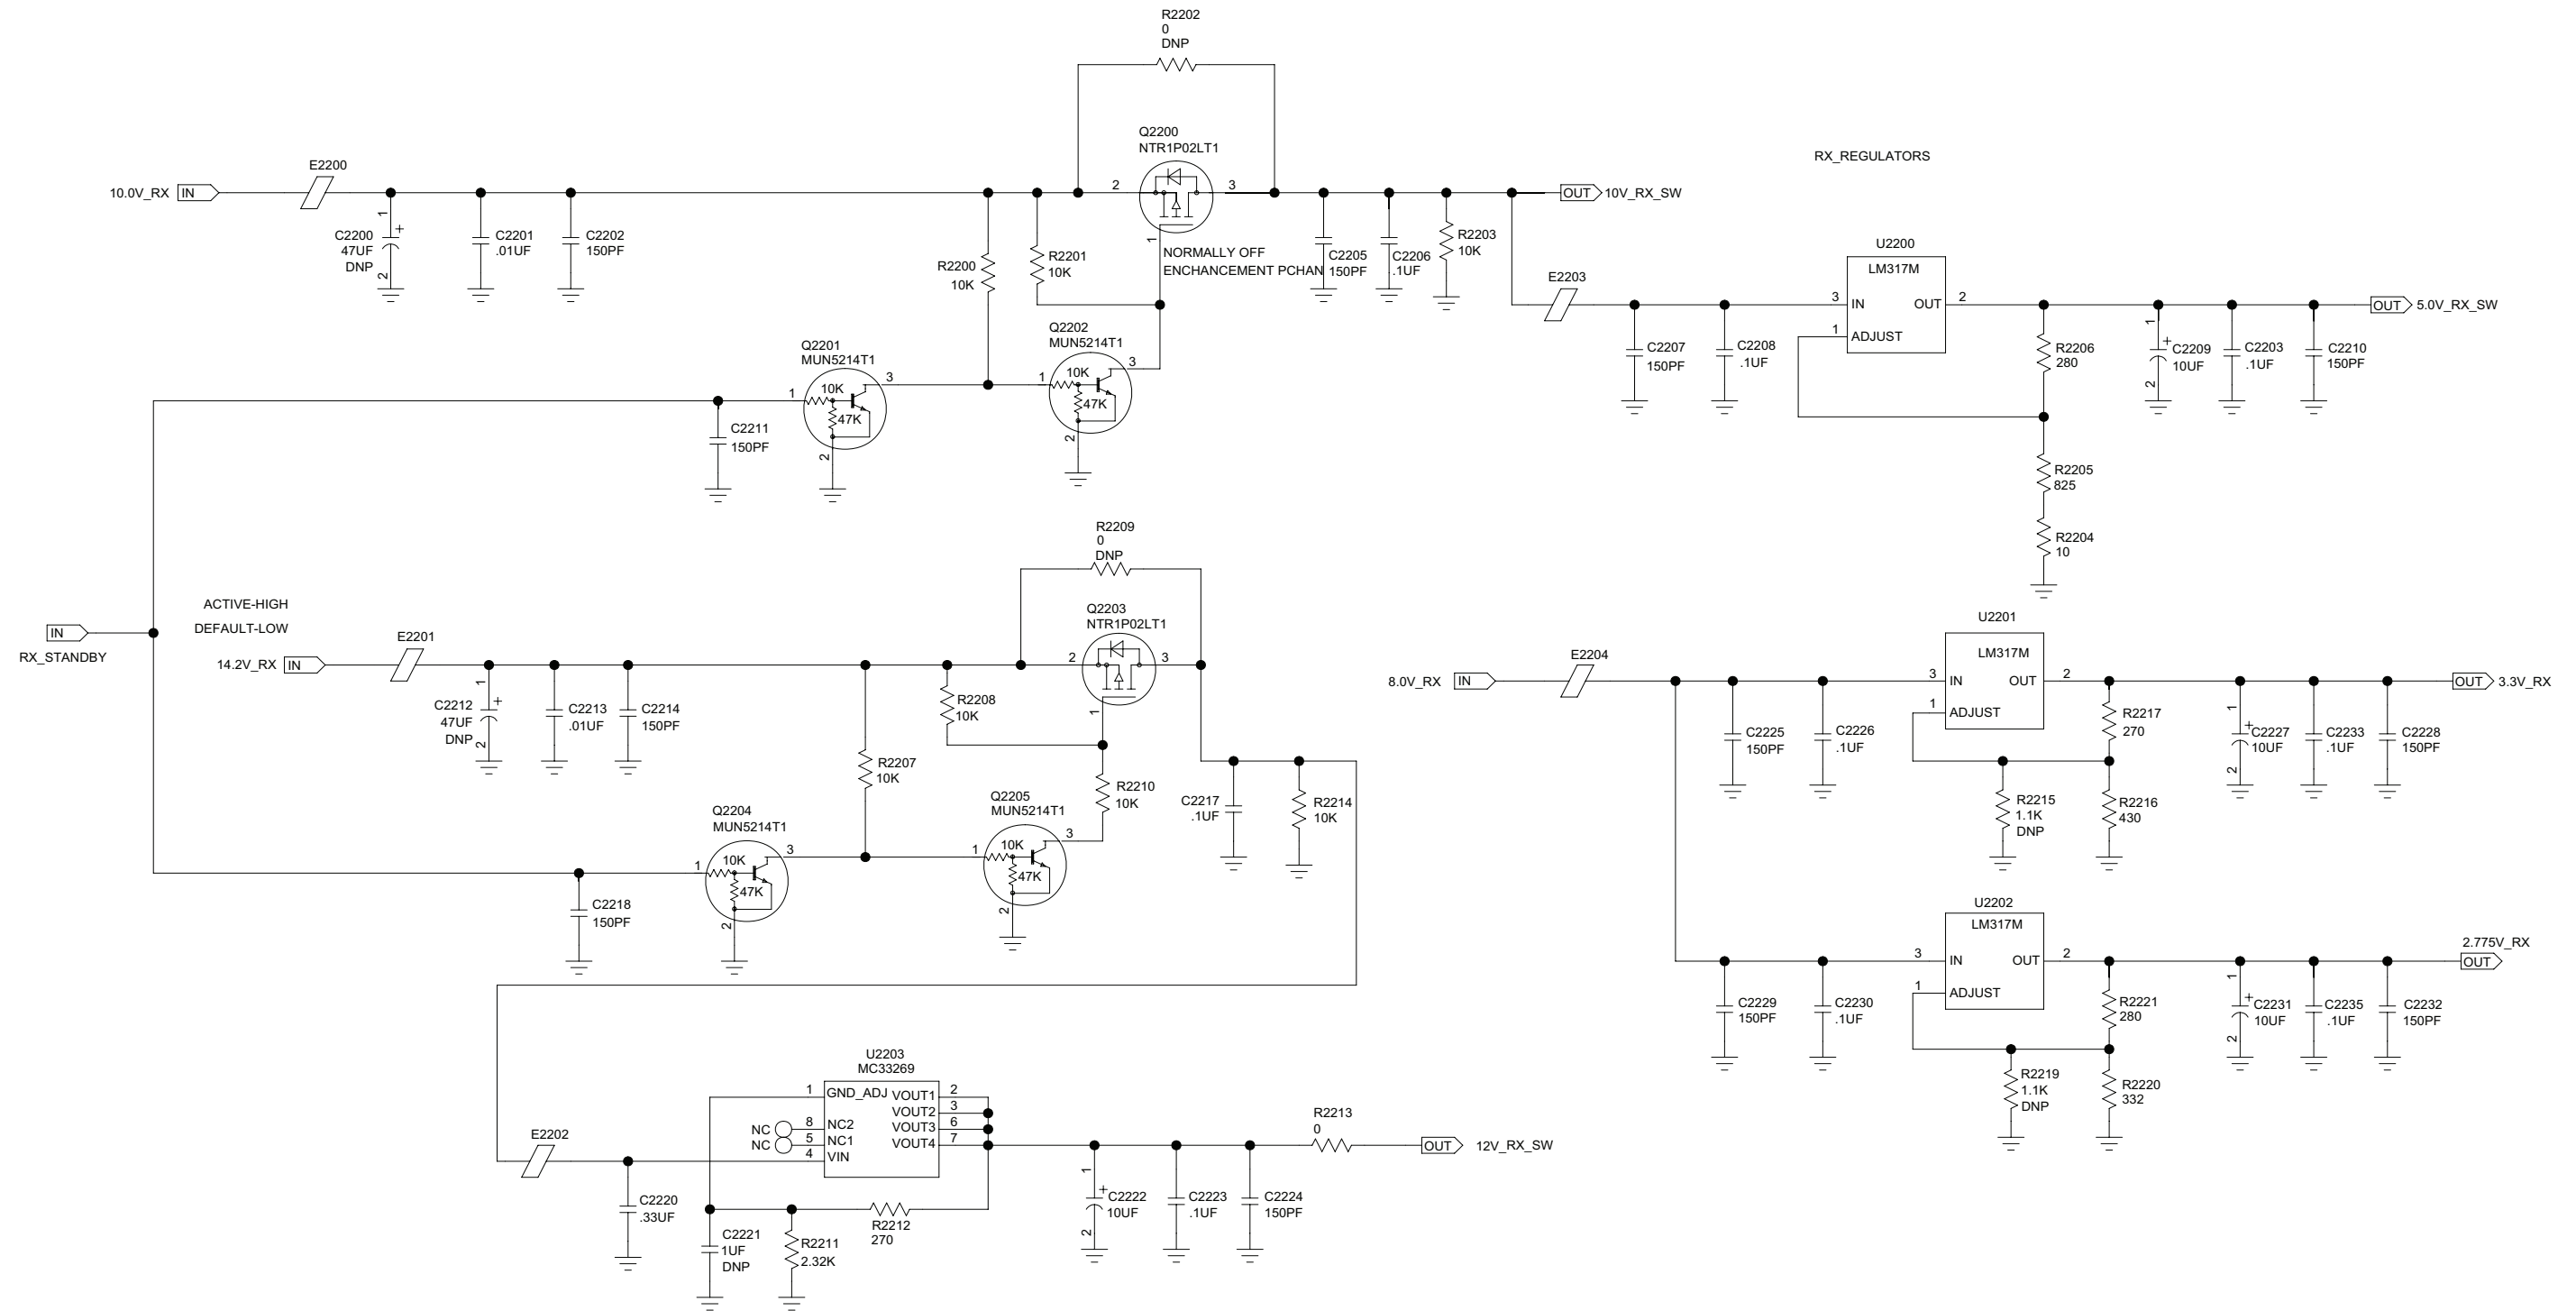 R2202
0
DNP
Q2200
NTR1P02LT1
RX_REGULATORS
E2200
10.0V_RX
IN
2
3
1
OUT
10V_RX_SW
NORMALLY OFF
ENCHANCEMENT PCHAN
1
C2200
47UF
DNP
+
2
C2201
.01UF
C2202
150PF
R2200
10K
R2201
10K
C2205
150PF
C2206
.1UF
R2203
10K
E2203
U2200
LM317M
3
IN
OUT
2
1
ADJUST
OUT
5.0V_RX_SW
C2207
150PF
C2208
.1UF
R2206
280
1
+
C2209
10UF
2
C2203
.1UF
C2210
150PF
R2205
825
R2204
10
Q2201
MUN5214T1
1
10K
47K
3
2
Q2202
MUN5214T1
1
10K
47K
3
2
C2211
150PF
R2209
0
DNP
Q2203
NTR1P02LT1
2
3
1
ACTIVE-HIGH
DEFAULT-LOW
IN
RX_STANDBY
E2201
14.2V_RX
IN
1
C2212
47UF
DNP
+
2
C2213
.01UF
C2214
150PF
R2208
10K
R2207
10K
R2210
10K
C2217
.1UF
R2214
10K
Q2204
MUN5214T1
1
10K
47K
3
2
Q2205
MUN5214T1
1
10K
47K
3
2
C2218
150PF
E2204
8.0V_RX
IN
U2201
LM317M
3
IN
OUT
2
1
ADJUST
OUT
3.3V_RX
C2225
150PF
C2226
.1UF
R2217
270
R2215
1.1K
DNP
R2216
430
1
+
C2227
10UF
2
C2233
.1UF
C2228
150PF
U2202
LM317M
3
IN
OUT
2
1
ADJUST
2.775V_RX
OUT
C2229
150PF
C2230
.1UF
R2221
280
R2219
1.1K
DNP
R2220
332
1
+
C2231
10UF
2
C2235
.1UF
C2232
150PF
U2203
MC33269
1
GND_ADJ
VOUT1
2
VOUT2
3
NC
8
NC2
VOUT3
6
NC
5
NC1
VOUT4
7
4
VIN
E2202
C2220
.33UF
C2221
1UF
DNP
R2211
2.32K
R2212
270
1
+
C2222
10UF
2
C2223
.1UF
C2224
150PF
R2213
0
OUT
12V_RX_SW